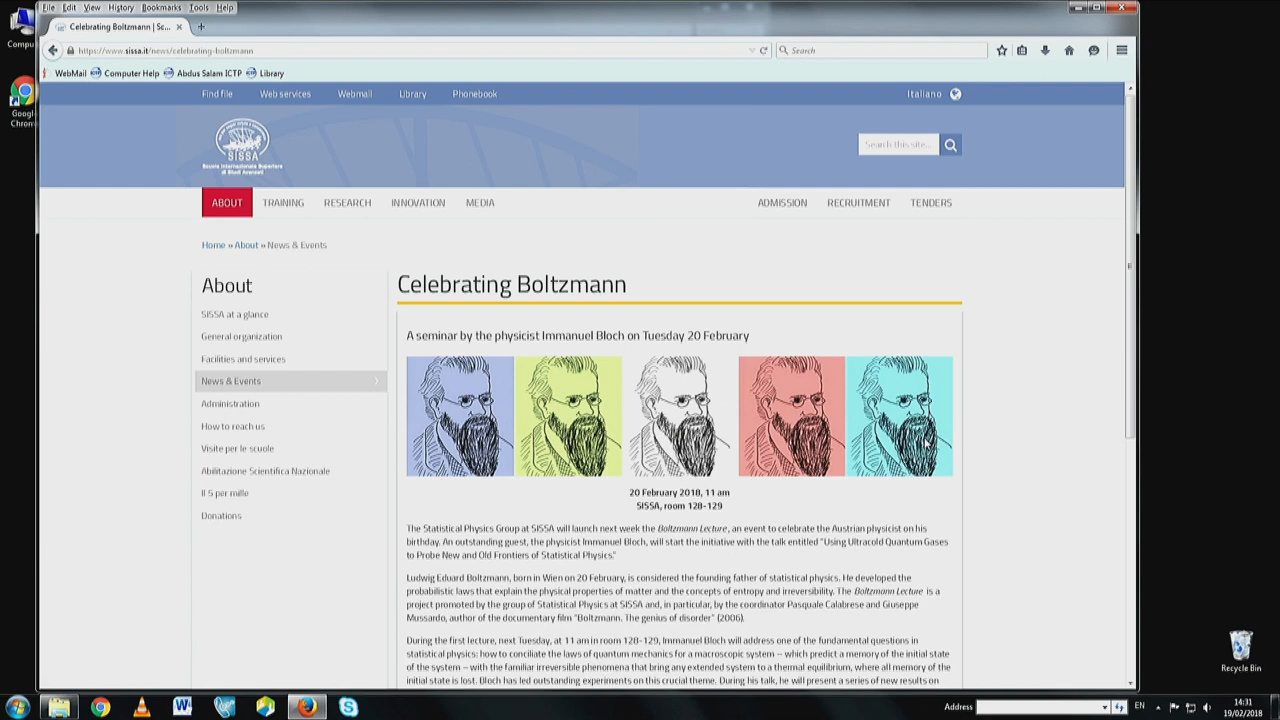 File Edit View History Bookmarks Tools Help
Celebrating Boltzmann | Sc...
https://www.sissa.it/news/celebrating-boltzmann
Search
WebMail Computer Help Abdus Salam ICTP Library
Find file Web services Webmail Library Phonebook
Italiano
SISSA
Scuola Internazionale Superiore
di Studi Avanzati
Search this site...
ABOUT TRAINING RESEARCH INNOVATION MEDIA
ADMISSION RECRUITMENT TENDERS
Home » About » News & Events
About
SISSA at a glance
General organization
Facilities and services
News & Events
Administration
How to reach us
Visite per le scuole
Abilitazione Scientifica Nazionale
Il 5 per mille
Donations
Celebrating Boltzmann
A seminar by the physicist Immanuel Bloch on Tuesday 20 February
20 February 2018, 11 am
SISSA, room 128-129
The Statistical Physics Group at SISSA will launch next week the Boltzmann Lecture, an event to celebrate the Austrian physicist on his
birthday. An outstanding guest, the physicist Immanuel Bloch, will start the initiative with the talk entitled "Using Ultracold Quantum Gases
to Probe New and Old Frontiers of Statistical Physics."
Ludwig Eduard Boltzmann, born in Wien on 20 February, is considered the founding father of statistical physics. He developed the
probabilistic laws that explain the physical properties of matter and the concepts of entropy and irreversibility. The Boltzmann Lecture is a
project promoted by the group of Statistical Physics at SISSA and, in particular, by the coordinator Pasquale Calabrese and Giuseppe
Mussardo, author of the documentary film "Boltzmann. The genius of disorder" (2006).
During the first lecture, next Tuesday, at 11 am in room 128-129, Immanuel Bloch will address one of the fundamental questions in
statistical physics: how to conciliate the laws of quantum mechanics for a macroscopic system – which predict a memory of the initial state
of the system – with the familiar irreversible phenomena that bring any extended system to a thermal equilibrium, where all memory of the
initial state is lost. Bloch has led outstanding experiments on this crucial theme. During his talk, he will present a series of new results on
Compu
Google
Chrom
Recycle Bin
Address
EN
14:31
19/02/2018